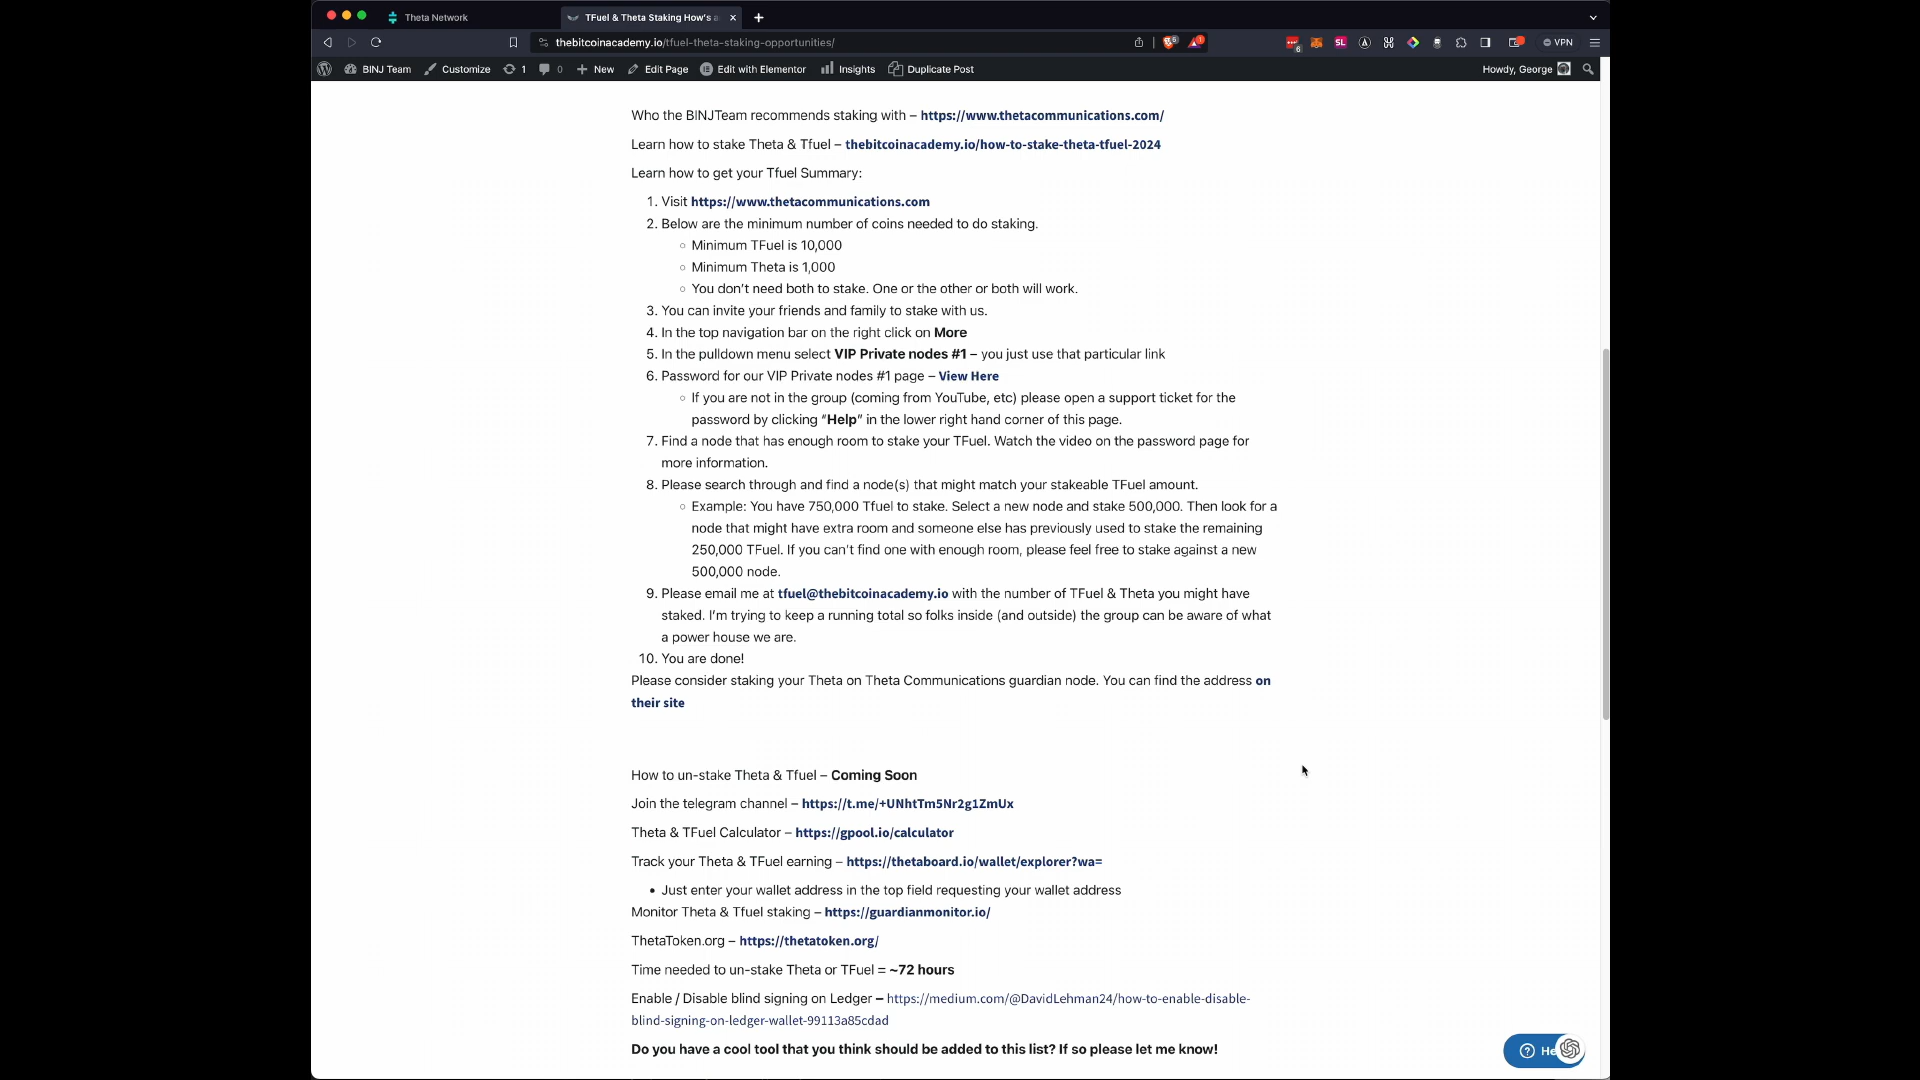 Theta Network
TFuel & Theta Staking How's a
thebitcoinacademy.io/tfuel-theta-staking-opportunities/
6
1
6
SL
VPN
BINJ Team
Customize
1
0
New
Edit Page
Edit with Elementor
Insights
Duplicate Post
Howdy, George
Who the BINJTeam recommends staking with – https://www.thetacommunications.com/
Learn how to stake Theta & Tfuel – thebitcoinacademy.io/how-to-stake-theta-tfuel-2024
Learn how to get your Tfuel Summary:
1. Visit https://www.thetacommunications.com
2. Below are the minimum number of coins needed to do staking.
Minimum TFuel is 10,000
Minimum Theta is 1,000
You don't need both to stake. One or the other or both will work.
3. You can invite your friends and family to stake with us.
4. In the top navigation bar on the right click on More
5. In the pulldown menu select VIP Private nodes #1 – you just use that particular link
6. Password for our VIP Private nodes #1 page – View Here
If you are not in the group (coming from YouTube, etc) please open a support ticket for the
password by clicking "Help" in the lower right hand corner of this page.
7. Find a node that has enough room to stake your TFuel. Watch the video on the password page for
more information.
8. Please search through and find a node(s) that might match your stakeable TFuel amount.
Example: You have 750,000 Tfuel to stake. Select a new node and stake 500,000. Then look for a
node that might have extra room and someone else has previously used to stake the remaining
250,000 TFuel. If you can't find one with enough room, please feel free to stake against a new
500,000 node.
9. Please email me at tfuel@thebitcoinacademy.io with the number of TFuel & Theta you might have
staked. I'm trying to keep a running total so folks inside (and outside) the group can be aware of what
a power house we are.
10. You are done!
Please consider staking your Theta on Theta Communications guardian node. You can find the address on
their site
How to un-stake Theta & Tfuel – Coming Soon
Join the telegram channel – https://t.me/+UNhtTm5Nr2g1ZmUx
Theta & TFuel Calculator – https://gpool.io/calculator
Track your Theta & TFuel earning – https://thetaboard.io/wallet/explorer?wa=
• Just enter your wallet address in the top field requesting your wallet address
Monitor Theta & Tfuel staking – https://guardianmonitor.io/
ThetaToken.org – https://thetatoken.org/
Time needed to un-stake Theta or TFuel = ~72 hours
Enable / Disable blind signing on Ledger – https://medium.com/@DavidLehman24/how-to-enable-disable-
blind-signing-on-ledger-wallet-99113a85cdad
Do you have a cool tool that you think should be added to this list? If so please let me know!
He